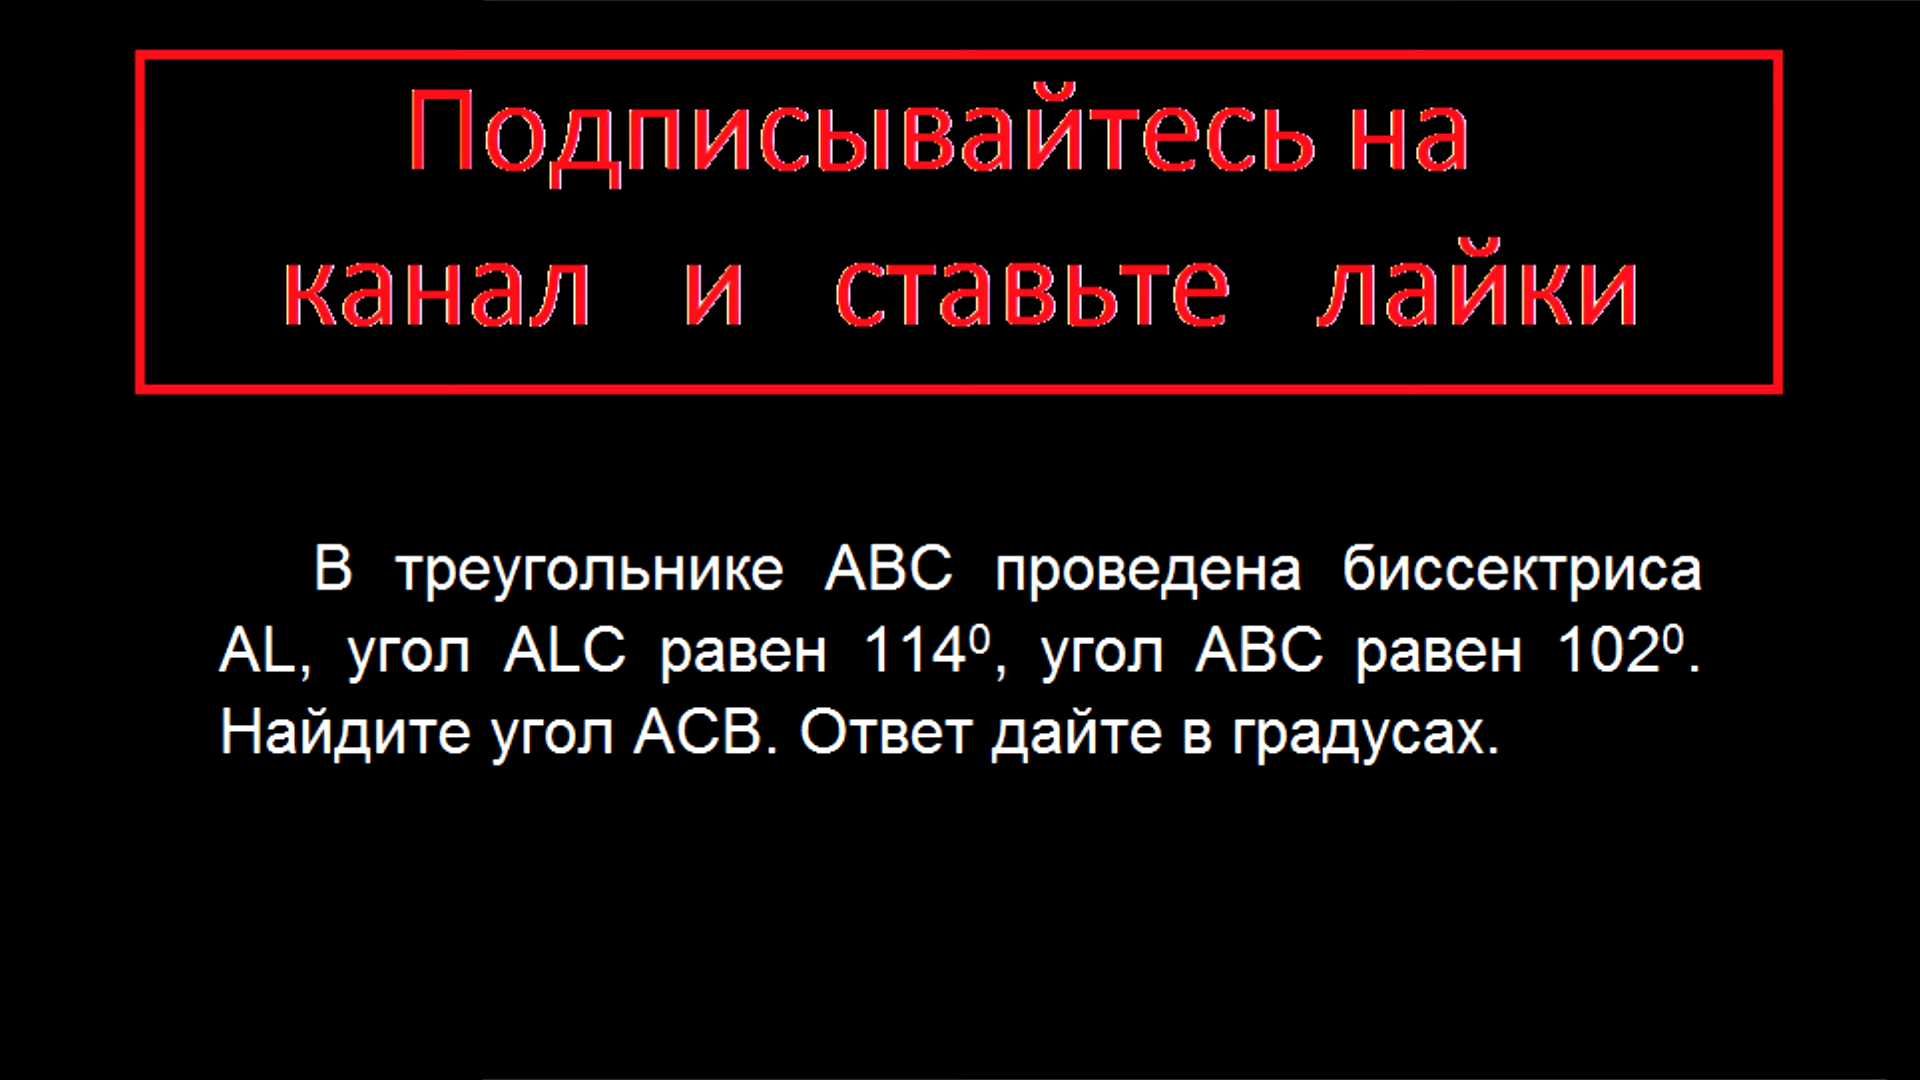 Подписывайтесь на
канал и ставьте лайки
В треугольнике ABC проведена биссектриса
AL, угол ALC равен 114⁰, угол ABC равен 102⁰.
Найдите угол ACB. Ответ дайте в градусах.